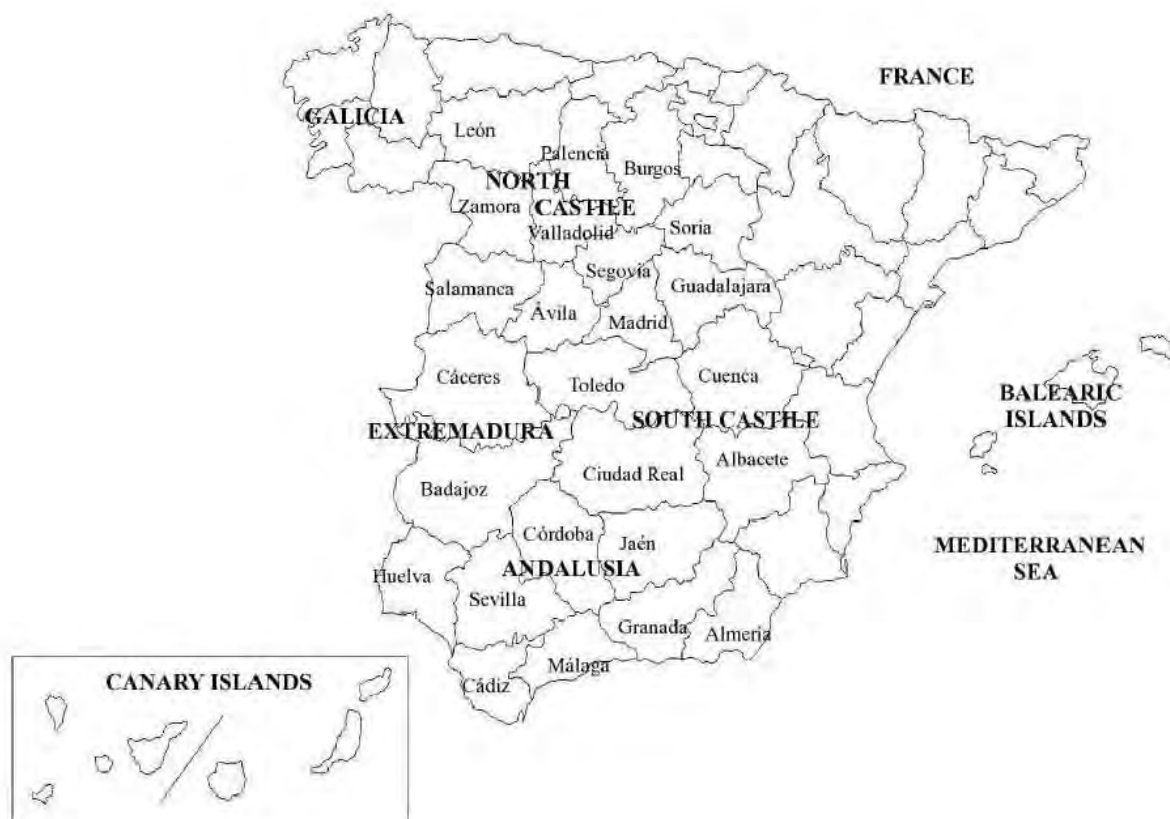 FRANCE
GALICIA
León
Palencia
Burgos
NORTH
CASTILE
Zamora
Valladolid
Soria
Segovia
Salamanca
Guadalajara
Ávila
Madrid
Cáceres
Toledo
Cuenca
BALEARIC
ISLANDS
EXTREMADURA
SOUTH CASTILE
Albacete
Ciudad Real
Badajoz
Córdoba
Jaén
MEDITERRANEAN
SEA
ANDALUSIA
Huelva
Sevilla
Granada
Almería
Málaga
Cádiz
CANARY ISLANDS